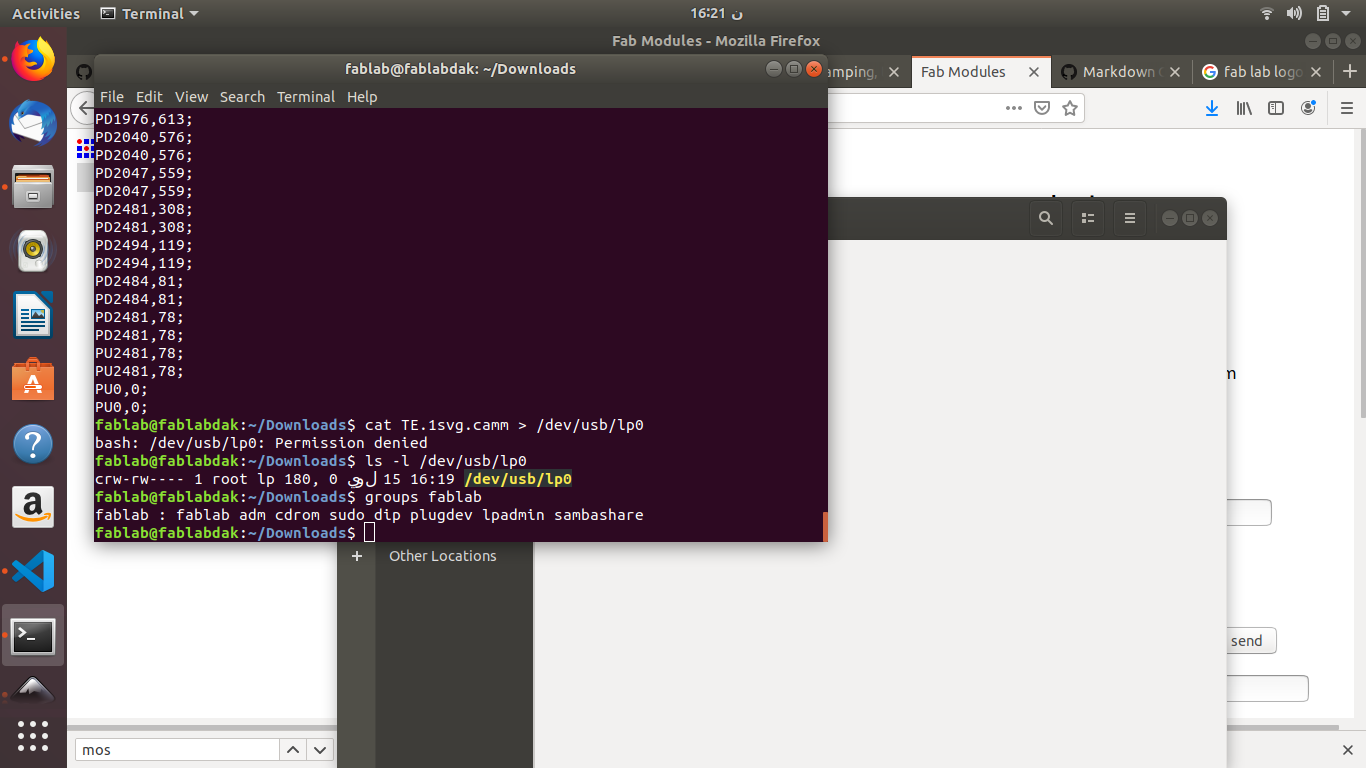 Activities
Terminal
16:21 ن
Fab Modules - Mozilla Firefox
fablab@fablabdak: ~/Downloads
amping,
Fab Modules
Markdown
fab lab logo
File Edit View Search Terminal Help
PD1976,613;
PD2040,576;
PD2040,576;
PD2047,559;
PD2047,559;
PD2481,308;
PD2481,308;
PD2494,119;
PD2494,119;
PD2484,81;
PD2484,81;
PD2481,78;
PD2481,78;
PU2481,78;
PU2481,78;
PU0,0;
PU0,0;
fablab@fablabdak:~/Downloads$ cat TE.1svg.camm > /dev/usb/lp0
bash: /dev/usb/lp0: Permission denied
fablab@fablabdak:~/Downloads$ ls -l /dev/usb/lp0
crw-rw---- 1 root lp 180, 0 15 16:19 /dev/usb/lp0
fablab@fablabdak:~/Downloads$ groups fablab
fablab : fablab adm cdrom sudo dip plugdev lpadmin sambashare
fablab@fablabdak:~/Downloads$
Other Locations
send
mos